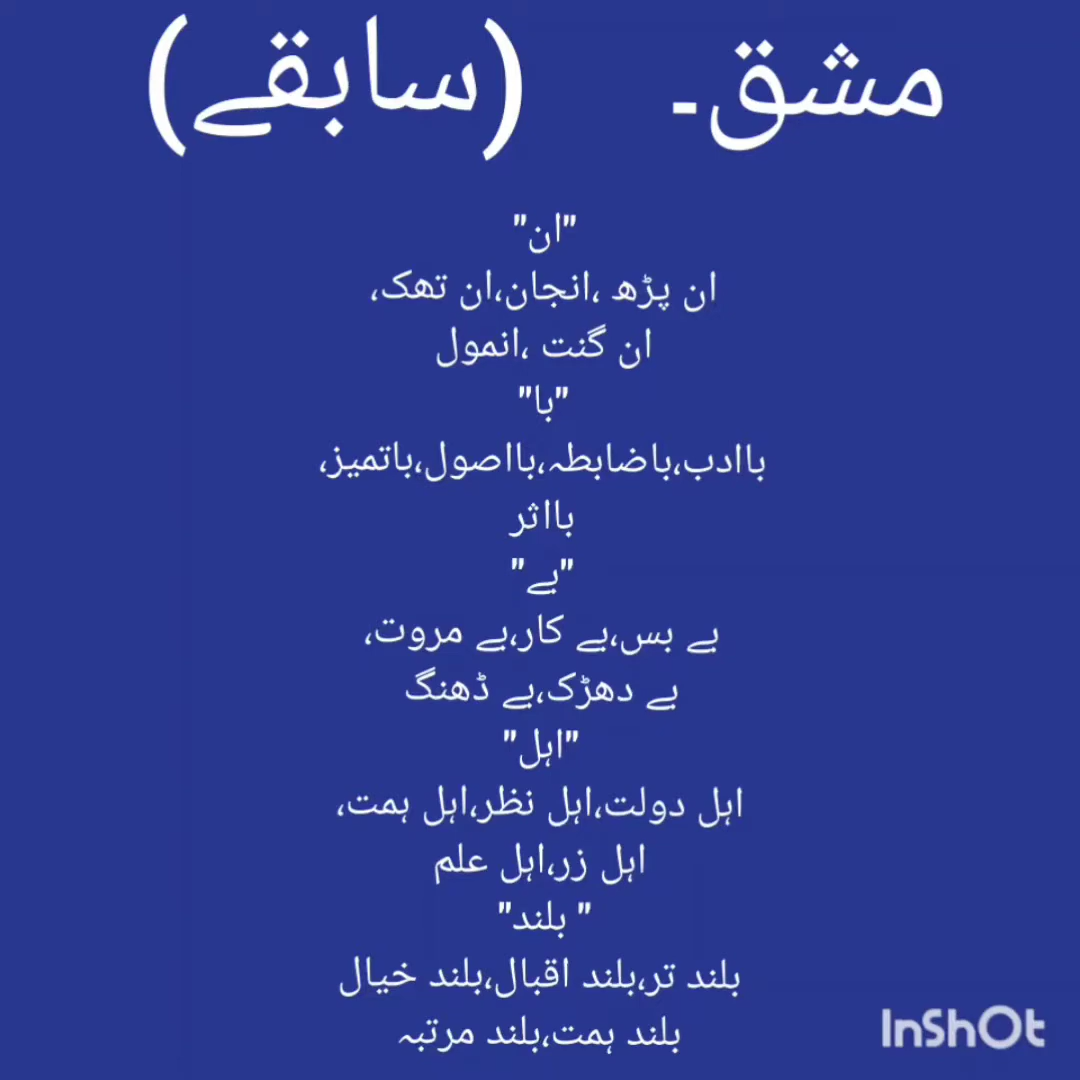 مشق۔ (سابقے)
"ان"
ان پڑھ ،انجان،ان تھک،
ان گنت ،انمول
"با"
باادب،باضابطہ،بااصول،باتمیز،
بااثر
"بے"
بے بس،بے کار،بے مروت،
بے دھڑک،بے ڈھنگ
"اہل"
اہل دولت،اہل نظر،اہل ہمت،
اہل زر،اہل علم
" بلند"
بلند تر،بلند اقبال،بلند خیال
بلند ہمت،بلند مرتبہ
InShOt